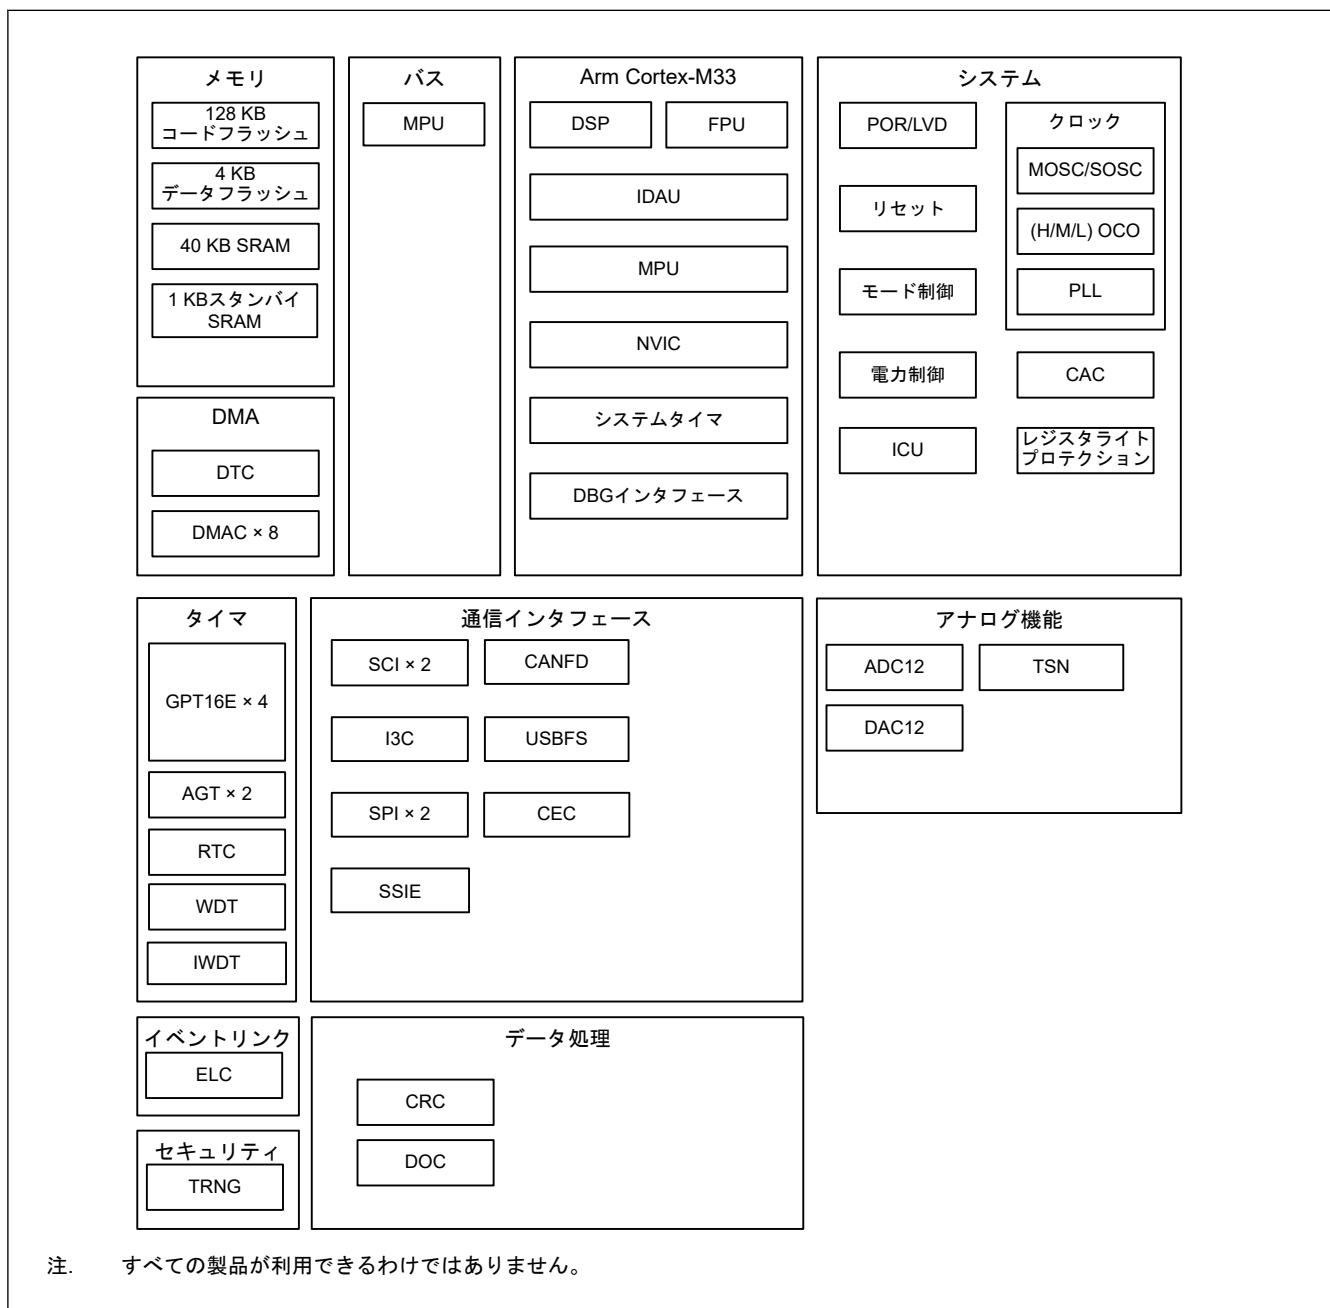 メモリ
128 KB
コードフラッシュ
4 KB
データフラッシュ
40 KB SRAM
1 KBスタンバイ
SRAM
DMA
DTC
DMAC × 8
バス
MPU
Arm Cortex-M33
DSP
FPU
IDAU
MPU
NVIC
システムタイマ
DBGインタフェース
システム
POR/LVD
リセット
モード制御
電力制御
ICU
クロック
MOSC/SOSC
(H/M/L) OCO
PLL
CAC
レジスタライト
プロテクション
タイマ
GPT16E × 4
AGT × 2
RTC
WDT
IWDT
通信インタフェース
SCI × 2
CANFD
I3C
USBFS
SPI × 2
CEC
SSIE
アナログ機能
ADC12
TSN
DAC12
イベントリンク
ELC
セキュリティ
TRNG
データ処理
CRC
DOC
注. すべての製品が利用できるわけではありません。